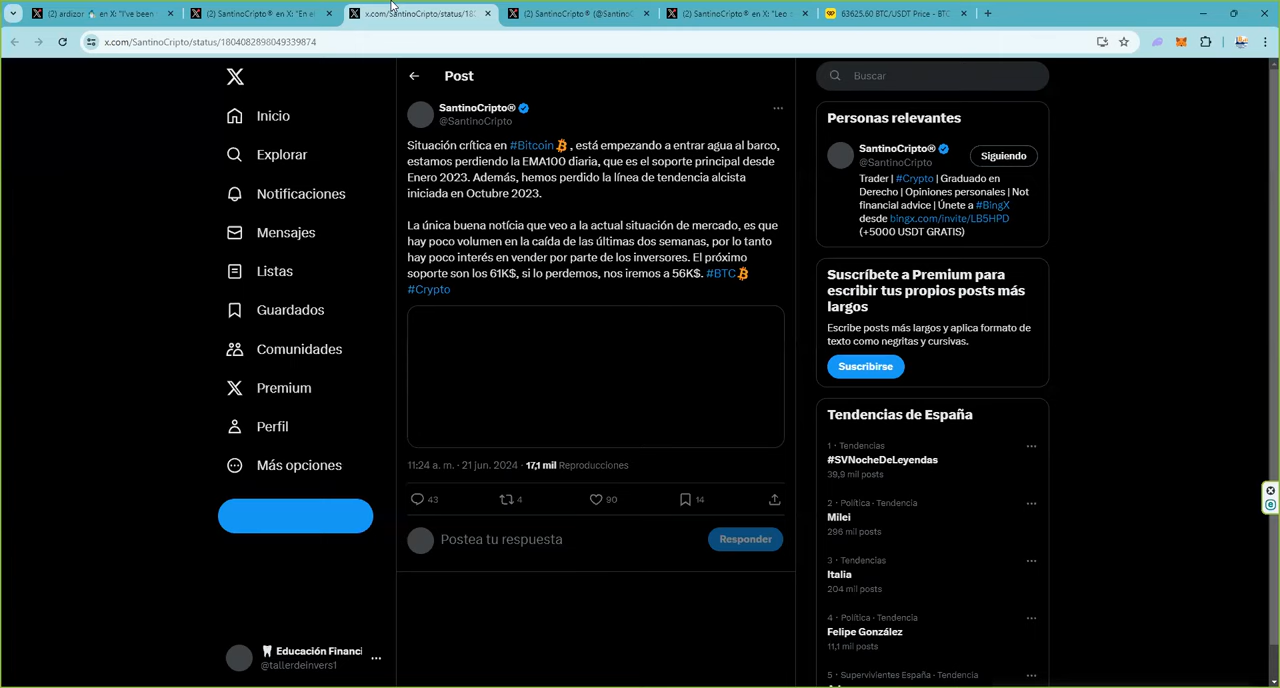 (2) ardizor 🧙 en X: "I've been
(2) SantinoCripto® en X: "En el
x.com/SantinoCripto/status/18
(2) SantinoCripto® (@SantinoC
(2) SantinoCripto® en X: "Leo
63625.60 BTC/USDT Price - BTC
x.com/SantinoCripto/status/1804082898049339874
Inicio
Explorar
Notificaciones
Mensajes
Listas
Guardados
Comunidades
Premium
Perfil
Más opciones
🦷 Educación Financi
@tallerdeinvers1
Post
SantinoCripto®
@SantinoCripto
Situación crítica en #Bitcoin , está empezando a entrar agua al barco,
estamos perdiendo la EMA100 diaria, que es el soporte principal desde
Enero 2023. Además, hemos perdido la línea de tendencia alcista
iniciada en Octubre 2023.
La única buena notícia que veo a la actual situación de mercado, es que
hay poco volumen en la caída de las últimas dos semanas, por lo tanto
hay poco interés en vender por parte de los inversores. El próximo
soporte son los 61K$, si lo perdemos, nos iremos a 56K$. #BTC
#Crypto
11:24 a. m. · 21 jun. 2024 · 17,1 mil Reproducciones
43 4 90 14
Postea tu respuesta
Responder
Buscar
Personas relevantes
SantinoCripto®
@SantinoCripto
Siguiendo
Trader | #Crypto | Graduado en
Derecho | Opiniones personales | Not
financial advice | Únete a #BingX
desde bingx.com/invite/LB5HPD
(+5000 USDT GRATIS)
Suscríbete a Premium para
escribir tus propios posts más
largos
Escribe posts más largos y aplica formato de
texto como negritas y cursivas.
Suscribirse
Tendencias de España
1 · Tendencias
#SVNocheDeLeyendas
39,9 mil posts
2 · Política · Tendencia
Milei
296 mil posts
3 · Tendencias
Italia
204 mil posts
4 · Política · Tendencia
Felipe González
11,1 mil posts
5 · Supervivientes España · Tendencia